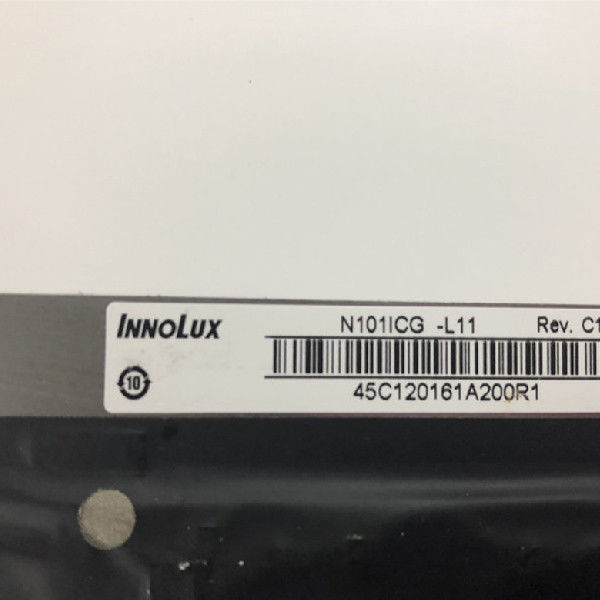 INNOLUX
N101ICG -L11 Rev. C1
10
45C120161A200R1